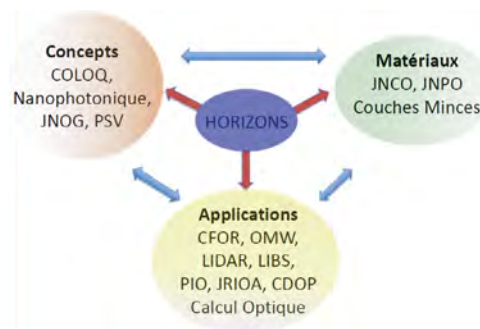 Concepts
COLOQ,
Nanophotonique,
JNOG, PSV
Matériaux
JNCO, JNPO
Couches Minces
HORIZONS
Applications
CFOR, OMW,
LIDAR, LIBS,
PIO, JRIOA, CDOP
Calcul Optique